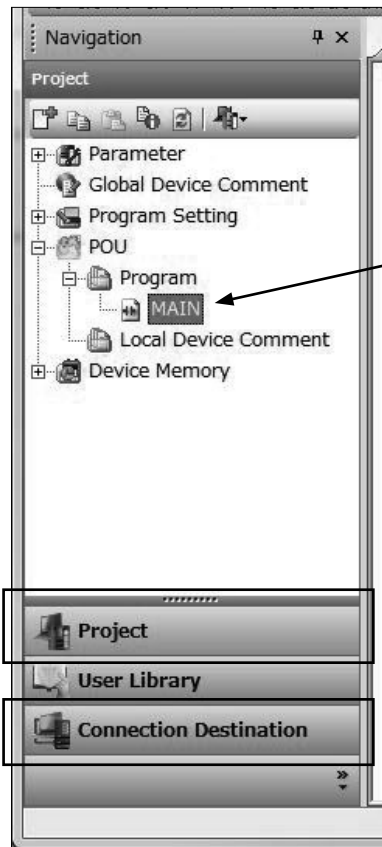 Navigation
Project
Parameter
Global Device Comment
Program Setting
POU
Program
MAIN
Local Device Comment
Device Memory
Project
User Library
Connection Destination